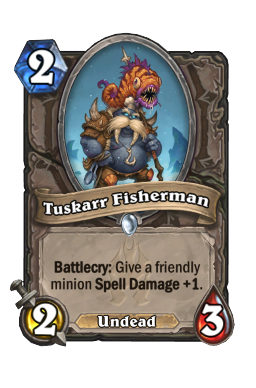 2
Tuskarr Fisherman
Battlecry: Give a friendly
minion Spell Damage +1.
2
Undead
3